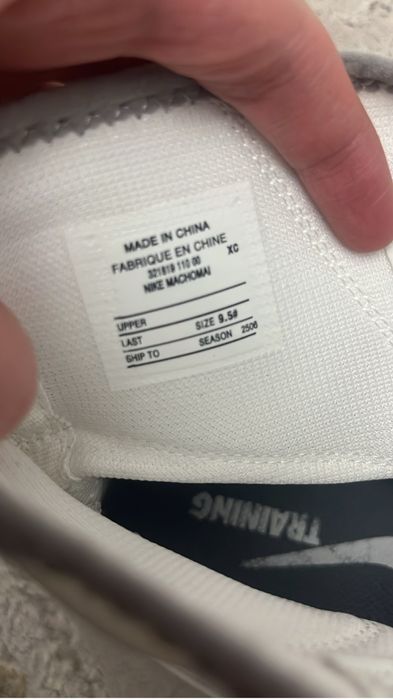 MADE IN CHINA
FABRIQUE EN CHINE XC
321819 110 00
NIKE MACHOMAI
UPPER
LAST SIZE 9.5#
SHIP TO SEASON 2506
TRAINING